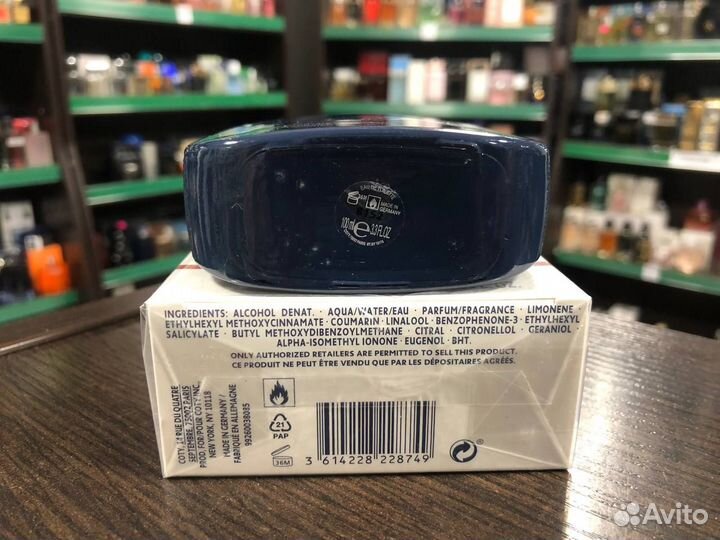 EAU DE TOILETTE
36M
MADE IN GERMANY
100 ml e 3.3 FL.OZ
INGREDIENTS: ALCOHOL DENAT. · AQUA/WATER/EAU · PARFUM/FRAGRANCE · LIMONENE ·
ETHYLHEXYL METHOXYCINNAMATE · COUMARIN · LINALOOL · BENZOPHENONE-3 · ETHYLHEXYL
SALICYLATE · BUTYL METHOXYDIBENZOYLMETHANE · CITRAL · CITRONELLOL · GERANIOL ·
ALPHA-ISOMETHYL IONONE · EUGENOL · BHT.
ONLY AUTHORIZED RETAILERS ARE PERMITTED TO SELL THIS PRODUCT.
CE PRODUIT NE PEUT ÊTRE VENDU QUE PAR LES DÉPOSITAIRES AGRÉÉS.
COTY, 14 RUE DU QUATRE
SEPTEMBRE, 75002 PARIS
PROD. FOR/POUR COTY INC.
NEW YORK, NY 10118
MADE IN GERMANY /
FABRIQUÉ EN ALLEMAGNE
99260038085
21
PAP
36M
3 614228 228749
Avito